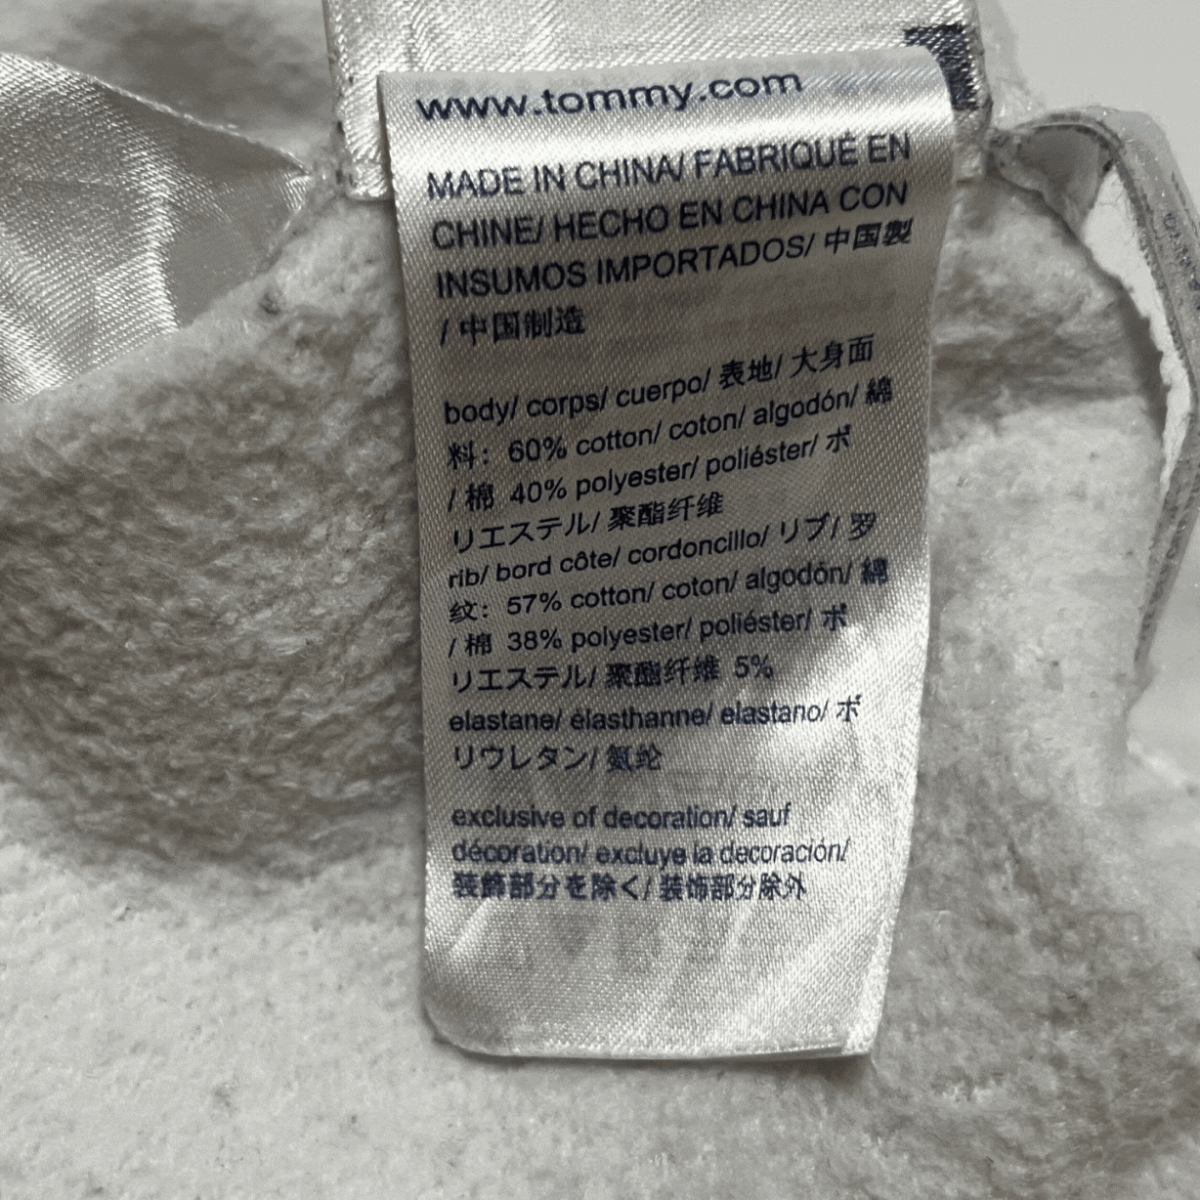 www.tommy.com
MADE IN CHINA/ FABRIQUÉ EN
CHINE/ HECHO EN CHINA CON
INSUMOS IMPORTADOS/ 中国製
/ 中国制造
body/ corps/ cuerpo/ 表地/ 大身面
料: 60% cotton/ coton/ algodón/ 綿
/ 棉 40% polyester/ poliéster/ ポ
リエステル/ 聚酯纤维
rib/ bord côte/ cordoncillo/ リブ/ 罗
纹: 57% cotton/ coton/ algodón/ 綿
/ 棉 38% polyester/ poliéster/ ポ
リエステル/ 聚酯纤维 5%
elastane/ élasthanne/ elastano/ ポ
リウレタン/ 氨纶
exclusive of decoration/ sauf
décoration/ excluye la decoración/
装飾部分を除く/ 装饰部分除外